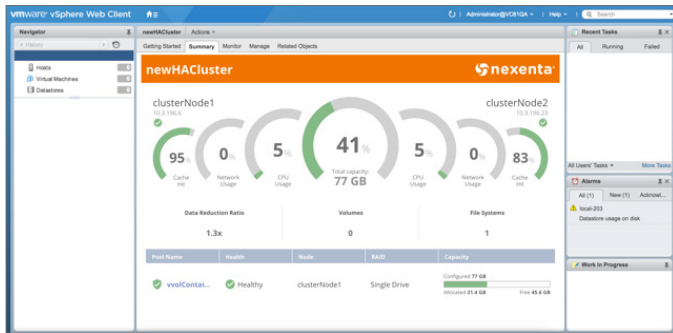 vmware® vSphere Web Client
Administrator@VC61QA
Help
Search
Navigator
History
Hosts
Virtual Machines
Datastores
newHACluster Actions
Getting Started Summary Monitor Manage Related Objects
newHACluster
nexenta
clusterNode1
10.3.196.6
clusterNode2
10.3.196.23
95%
Cache Hit
0%
Network Usage
5%
CPU Usage
41%
Total capacity:
77 GB
5%
CPU Usage
0%
Network Usage
83%
Cache Hit
Data Reduction Ratio Volumes File Systems
1.3x 0 1
Pool Name Health Node RAID Capacity
vvolContai... Healthy clusterNode1 Single Drive
Configured 77 GB
Allocated 31.4 GB Free 45.6 GB
Recent Tasks
All Running Failed
All Users' Tasks More Tasks
Alarms
All (1) New (1) Acknowl...
local-203
Datastore usage on disk
Work In Progress